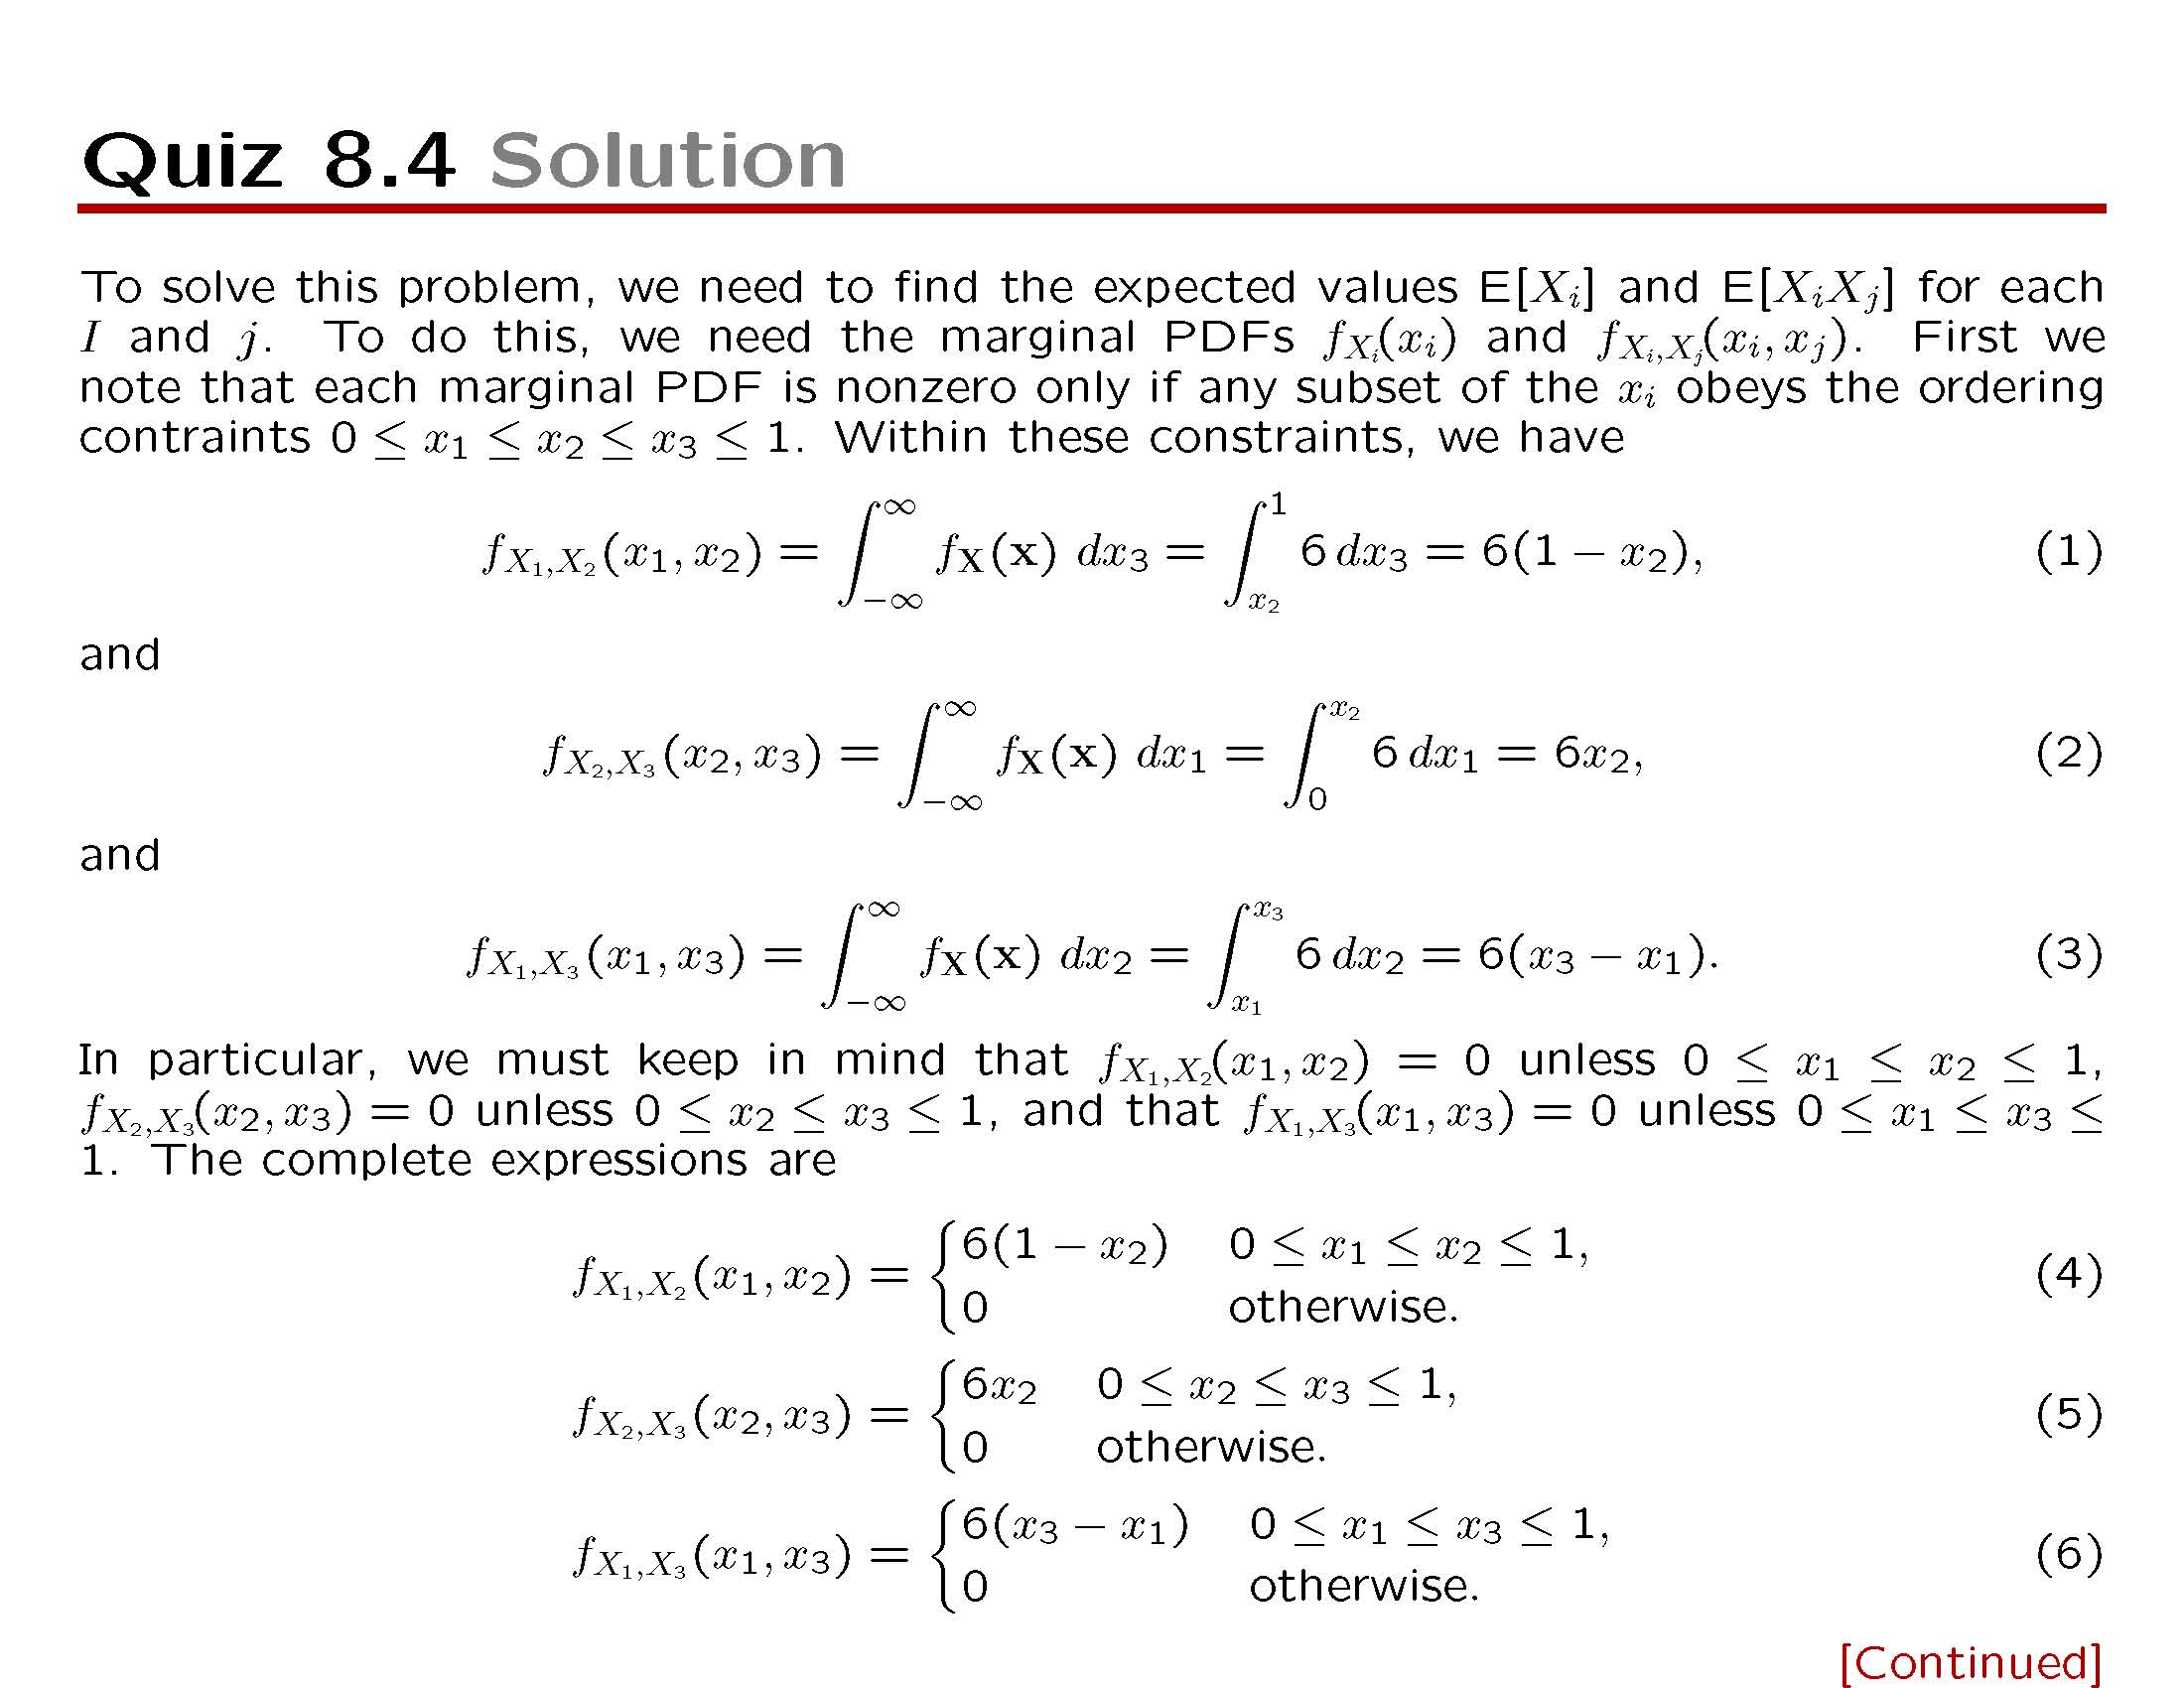 Quiz 8.4 Solution
To solve this problem, we need to find the expected values E[X_i] and E[X_iX_j] for each
I and j. To do this, we need the marginal PDFs f_{X_i}(x_i) and f_{X_i,X_j}(x_i, x_j). First we
note that each marginal PDF is nonzero only if any subset of the x_i obeys the ordering
contraints 0 ≤ x_1 ≤ x_2 ≤ x_3 ≤ 1. Within these constraints, we have
f_{X_1,X_2}(x_1, x_2) = ∫_{-∞}^{∞} f_X(x) dx_3 = ∫_{x_2}^{1} 6 dx_3 = 6(1 − x_2), (1)
and
f_{X_2,X_3}(x_2, x_3) = ∫_{-∞}^{∞} f_X(x) dx_1 = ∫_{0}^{x_2} 6 dx_1 = 6x_2, (2)
and
f_{X_1,X_3}(x_1, x_3) = ∫_{-∞}^{∞} f_X(x) dx_2 = ∫_{x_1}^{x_3} 6 dx_2 = 6(x_3 − x_1). (3)
In particular, we must keep in mind that f_{X_1,X_2}(x_1, x_2) = 0 unless 0 ≤ x_1 ≤ x_2 ≤ 1,
f_{X_2,X_3}(x_2, x_3) = 0 unless 0 ≤ x_2 ≤ x_3 ≤ 1, and that f_{X_1,X_3}(x_1, x_3) = 0 unless 0 ≤ x_1 ≤ x_3 ≤
1. The complete expressions are
f_{X_1,X_2}(x_1, x_2) = { 6(1 − x_2) 0 ≤ x_1 ≤ x_2 ≤ 1,
0 otherwise. (4)
f_{X_2,X_3}(x_2, x_3) = { 6x_2 0 ≤ x_2 ≤ x_3 ≤ 1,
0 otherwise. (5)
f_{X_1,X_3}(x_1, x_3) = { 6(x_3 − x_1) 0 ≤ x_1 ≤ x_3 ≤ 1,
0 otherwise. (6)
[Continued]